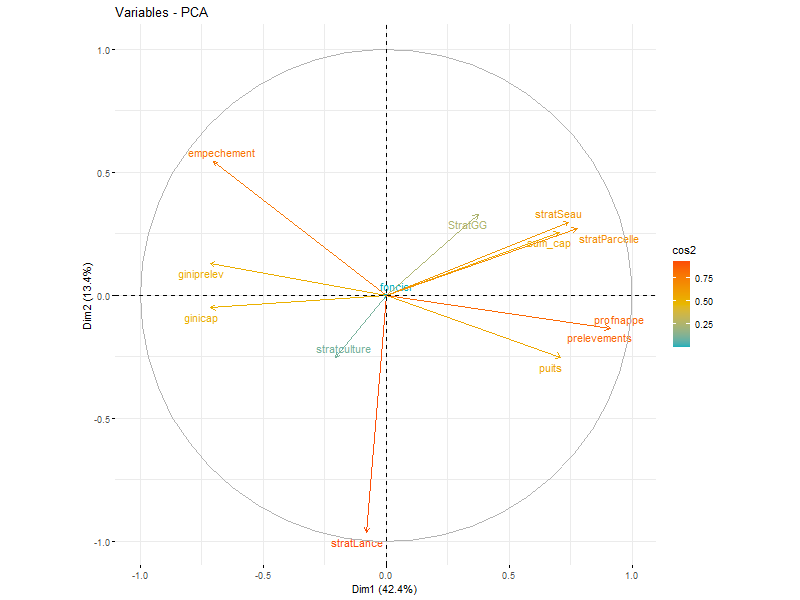 Variables - PCA
1.0
empechement
0.5
stratSeau
StratGG
stratParcelle
sum_cap
cos2
giniprelev
0.75
foncier
0.0
0.50
ginicap
profnappe
0.25
prelevements
stratculture
puits
Dim2 (13.4%)
-0.5
stratLance
-1.0
-1.0
-0.5
0.0
0.5
1.0
Dim1 (42.4%)